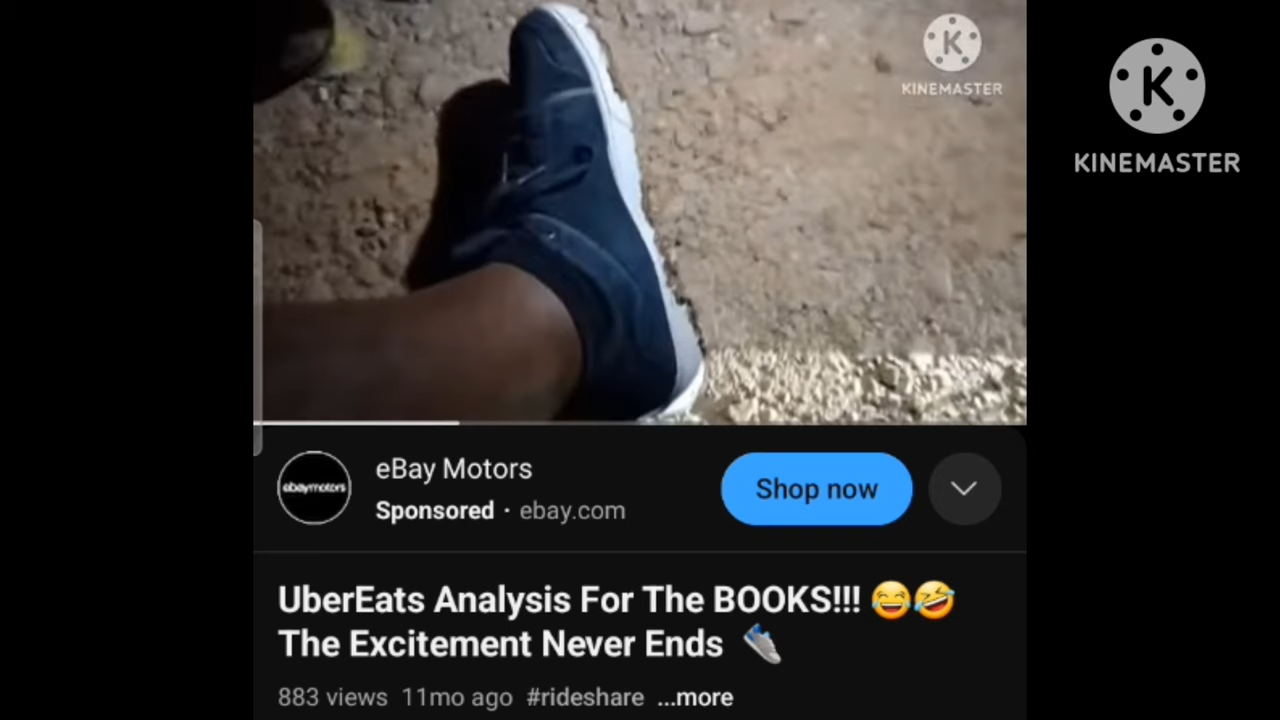 K
KINEMASTER
K
KINEMASTER
ebaymotors
eBay Motors
Sponsored · ebay.com
Shop now
UberEats Analysis For The BOOKS!!! 😂🤣
The Excitement Never Ends 👟
883 views 11mo ago #rideshare ...more